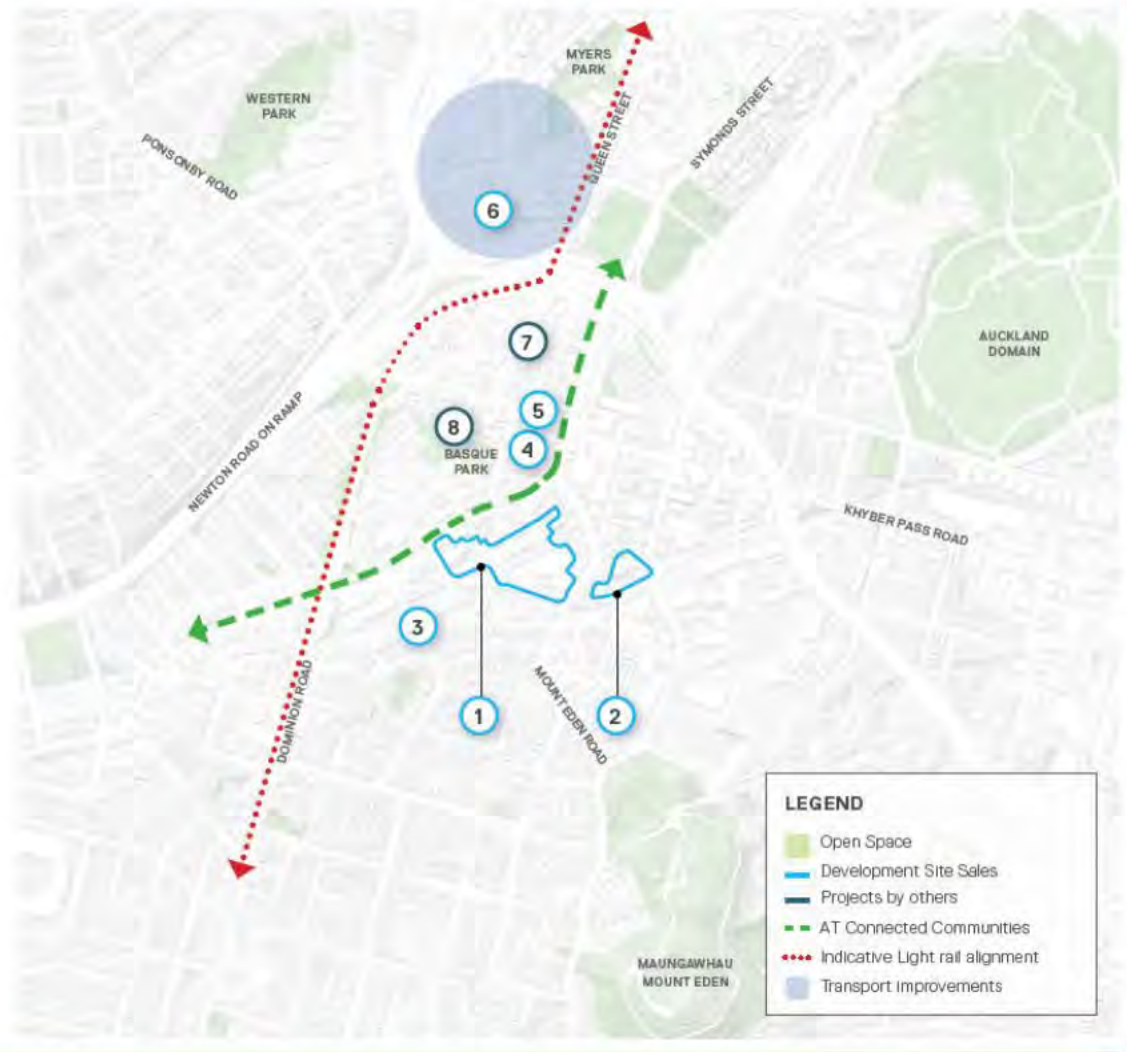 MYERS
PARK
WESTERN
PARK
QUEEN STREET
SYMONDS STREET
PONSONBY ROAD
6
AUCKLAND
DOMAIN
7
5
8
4
BASQUE
PARK
NEWTON ROAD ON RAMP
KHYBER PASS ROAD
3
DOMINION ROAD
MOUNT EDEN ROAD
1
2
LEGEND
Open Space
Development Site Sales
Projects by others
AT Connected Communities
Indicative Light rail alignment
Transport improvements
MAUNGAWHAU
MOUNT EDEN